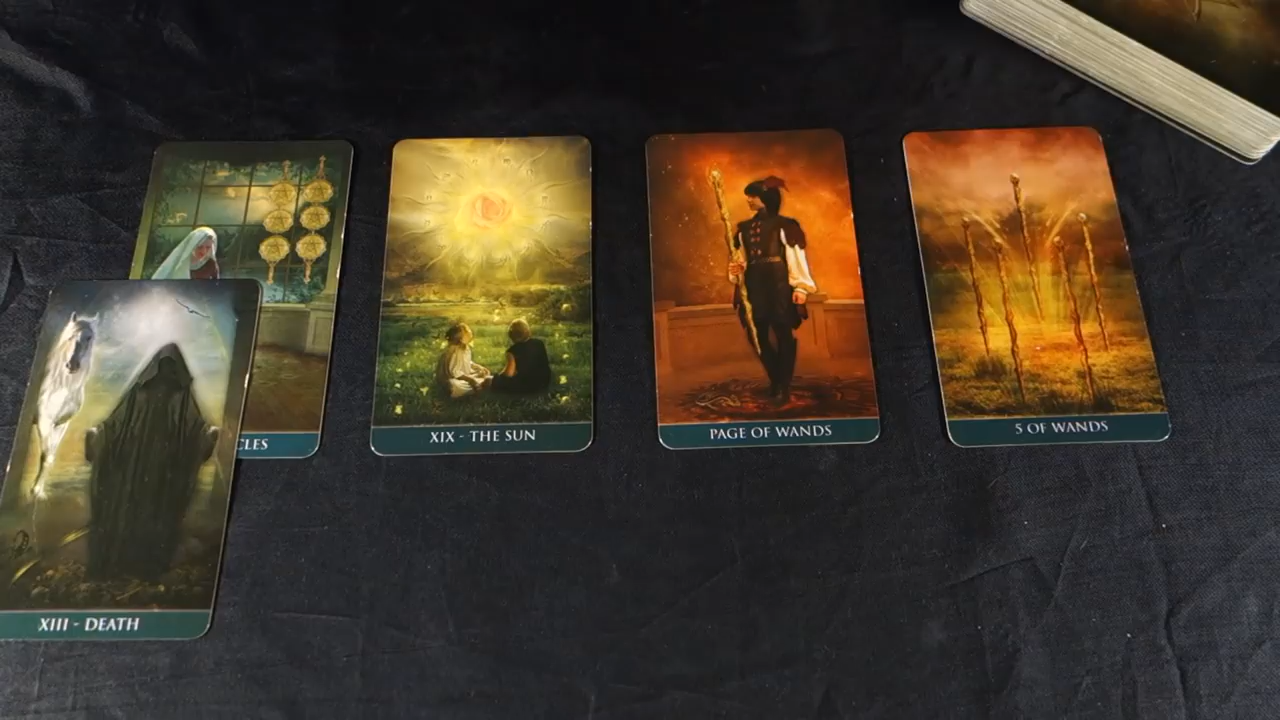 CLES
XIX - THE SUN
PAGE OF WANDS
5 OF WANDS
XIII - DEATH